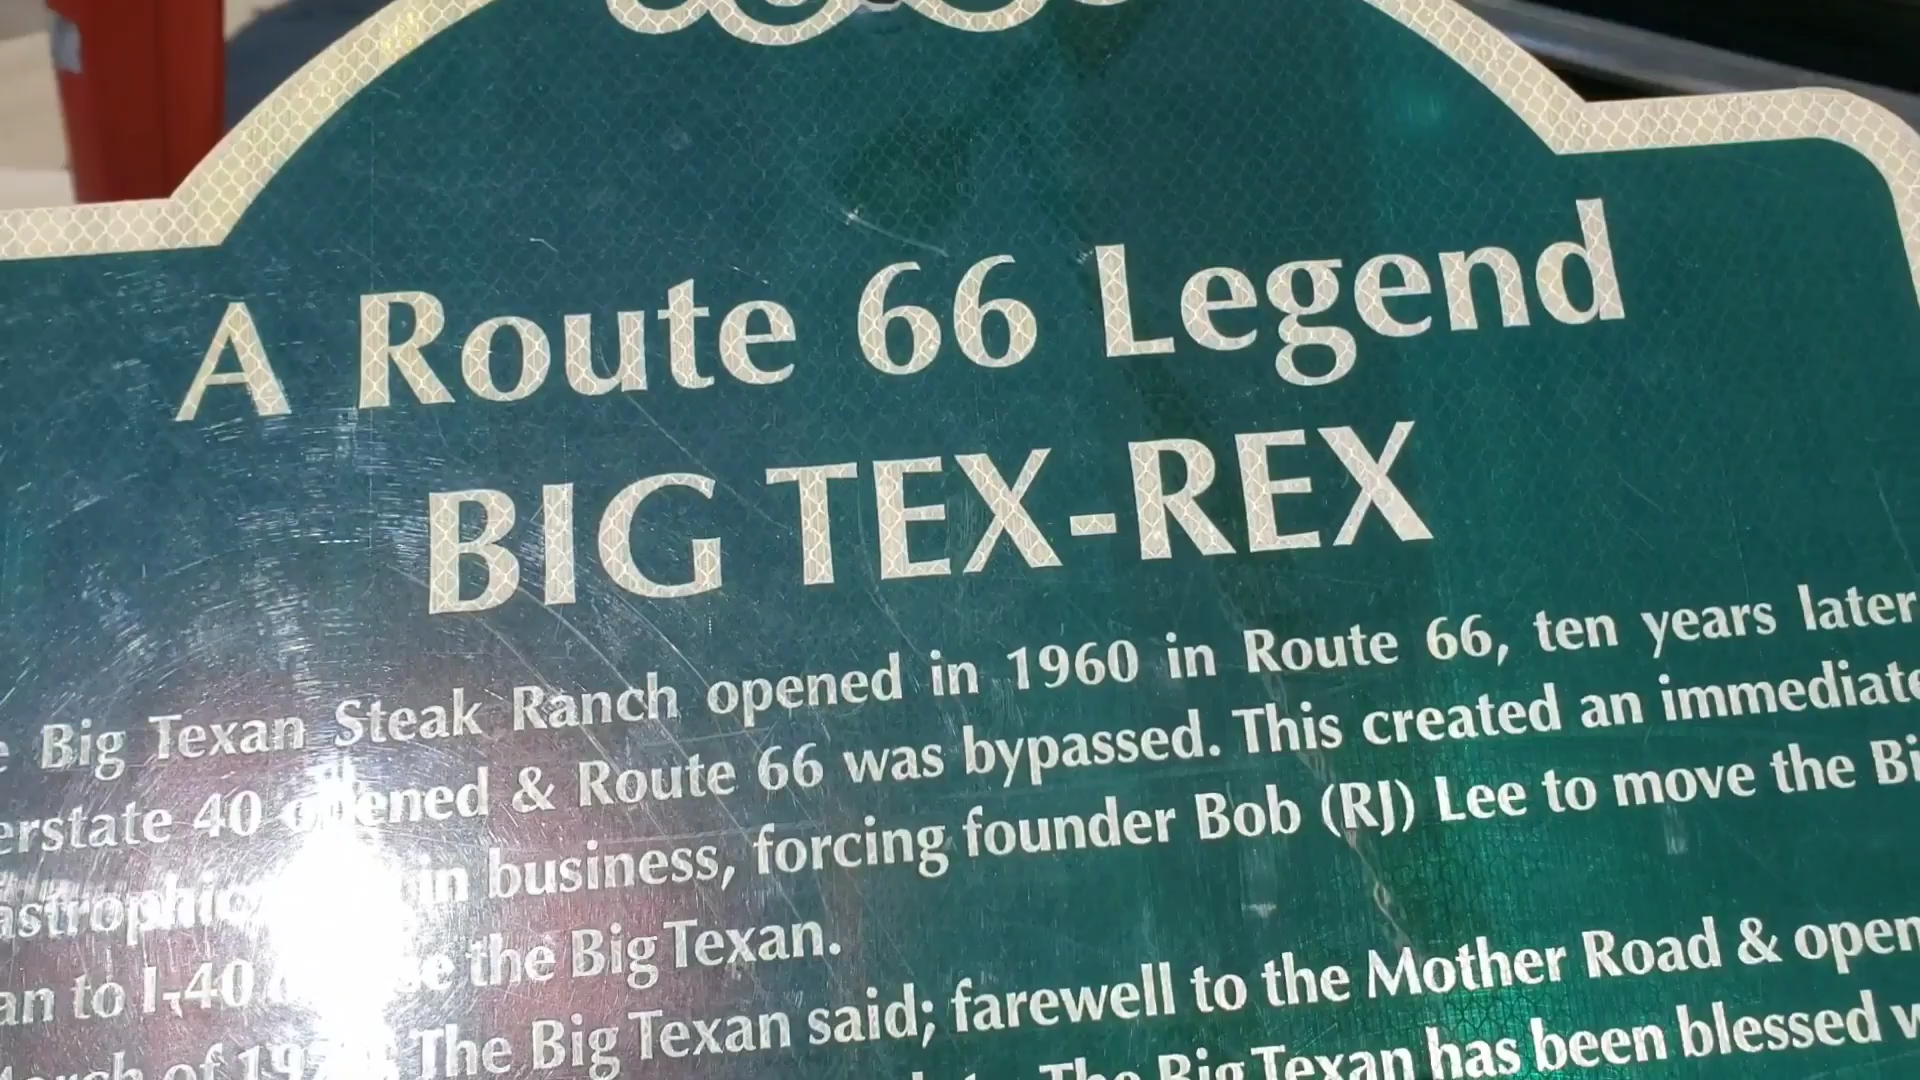 A Route 66 Legend
BIG TEX-REX
Big Texan Steak Ranch opened in 1960 in Route 66, ten years later
erstate 40 opened & Route 66 was bypassed. This created an immediate
astrophic in business, forcing founder Bob (RJ) Lee to move the Bi
an to I-40 the Big Texan.
of The Big Texan said; farewell to the Mother Road & open
The Big Texan has been blessed